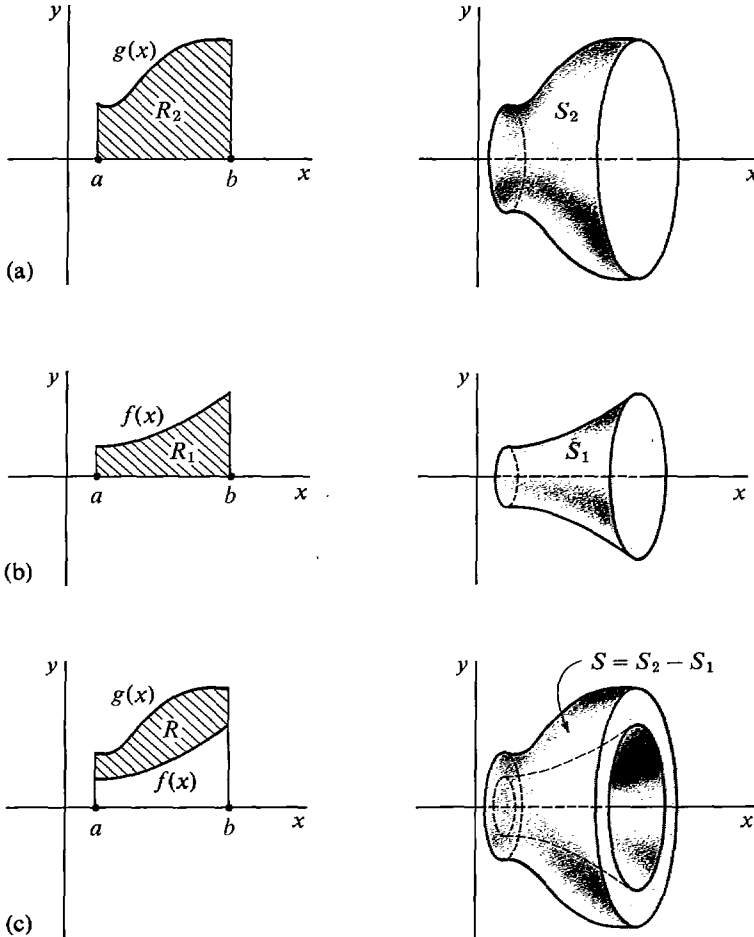 y
y
g(x)
R₂
S₂
a
b
x
x
(a)
y
y
f(x)
R₁
S₁
a
b
x
x
(b)
y
y
S = S₂ − S₁
g(x)
R
f(x)
a
b
x
x
(c)